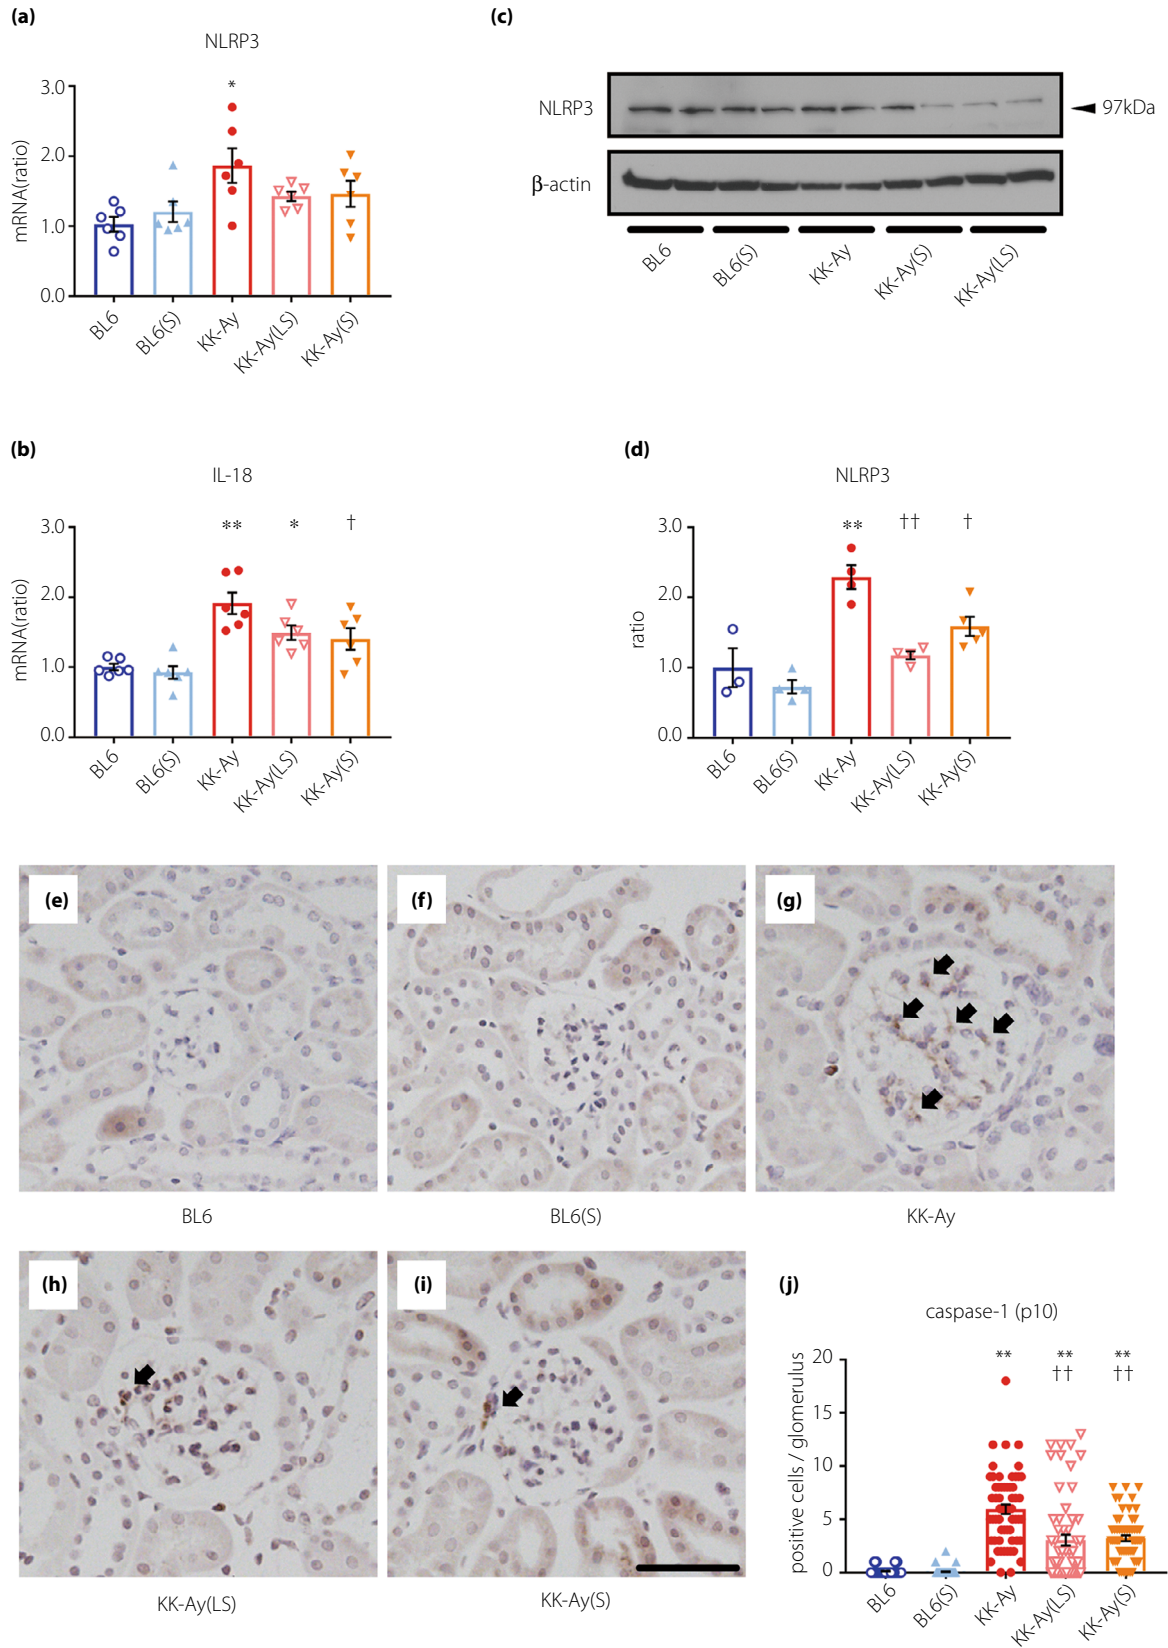 (a)
NLRP3
*
mRNA(ratio)
3.0
2.0
1.0
0.0
BL6
BL6(S)
KK-Ay
KK-Ay(LS)
KK-Ay(S)
(c)
NLRP3
97kDa
β-actin
BL6
BL6(S)
KK-Ay
KK-Ay(S)
KK-Ay(LS)
(b)
IL-18
** * †
mRNA(ratio)
3.0
2.0
1.0
0.0
BL6
BL6(S)
KK-Ay
KK-Ay(LS)
KK-Ay(S)
(d)
NLRP3
** †† †
ratio
3.0
2.0
1.0
0.0
BL6
BL6(S)
KK-Ay
KK-Ay(LS)
KK-Ay(S)
(e)
BL6
(f)
BL6(S)
(g)
KK-Ay
(h)
KK-Ay(LS)
(i)
KK-Ay(S)
(j)
caspase-1 (p10)
** ** **
†† ††
positive cells / glomerulus
20
15
10
5
0
BL6
BL6(S)
KK-Ay
KK-Ay(LS)
KK-Ay(S)